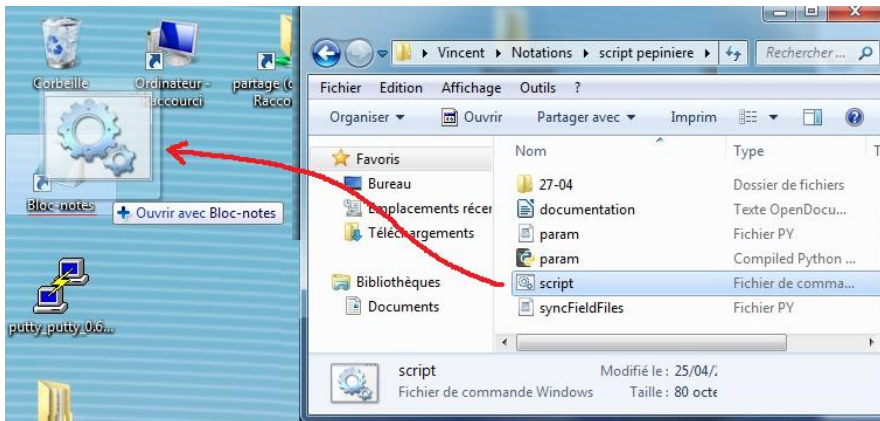 Corbeille
Ordinateur - Raccourci
partage (c
Racco
Bloc-notes
Ouvrir avec Bloc-notes
putty_putty_0.6...
Vincent Notations script pepiniere
Rechercher ...
Fichier Edition Affichage Outils ?
Organiser Ouvrir Partager avec Imprim
Favoris
Bureau
Emplacements récer
Téléchargements
Bibliothèques
Documents
Nom Type T
27-04 Dossier de fichiers
documentation Texte OpenDocu...
param Fichier PY
param Compiled Python ...
script Fichier de comma...
syncFieldFiles Fichier PY
script Modifié le : 25/04/
Fichier de commande Windows Taille : 80 octe